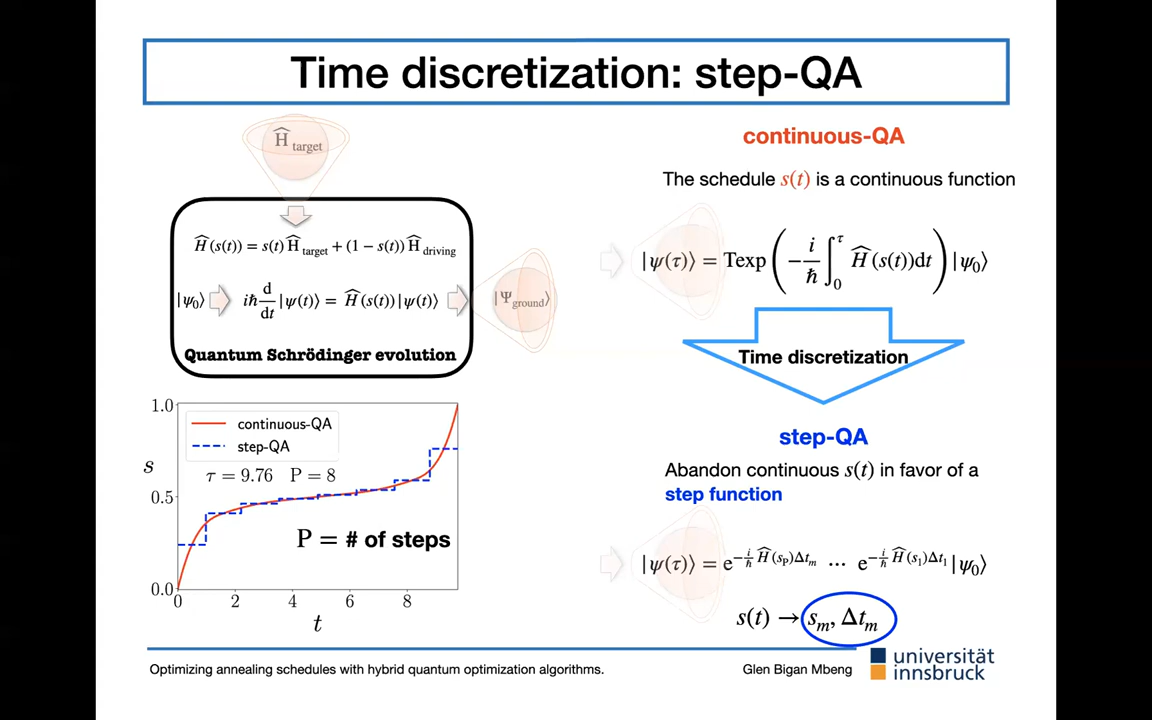 Time discretization: step-QA
Ĥ target
Ĥ(s(t)) = s(t)Ĥ target + (1 − s(t))Ĥ driving
|ψ₀⟩ iħ d/dt |ψ(t)⟩ = Ĥ(s(t))|ψ(t)⟩
|Ψ ground⟩
Quantum Schrödinger evolution
1.0
0.5
0.0
s
continuous-QA
step-QA
τ = 9.76 P = 8
P = # of steps
0 2 4 6 8
t
continuous-QA
The schedule s(t) is a continuous function
|ψ(τ)⟩ = Texp(−i/ħ ∫₀^τ Ĥ(s(t))dt)|ψ₀⟩
Time discretization
step-QA
Abandon continuous s(t) in favor of a
step function
|ψ(τ)⟩ = e^{−i/ħ Ĥ(s_P)Δt_m} ⋯ e^{−i/ħ Ĥ(s₁)Δt₁}|ψ₀⟩
s(t) → s_m, Δt_m
Optimizing annealing schedules with hybrid quantum optimization algorithms.
Glen Bigan Mbeng
universität
innsbruck